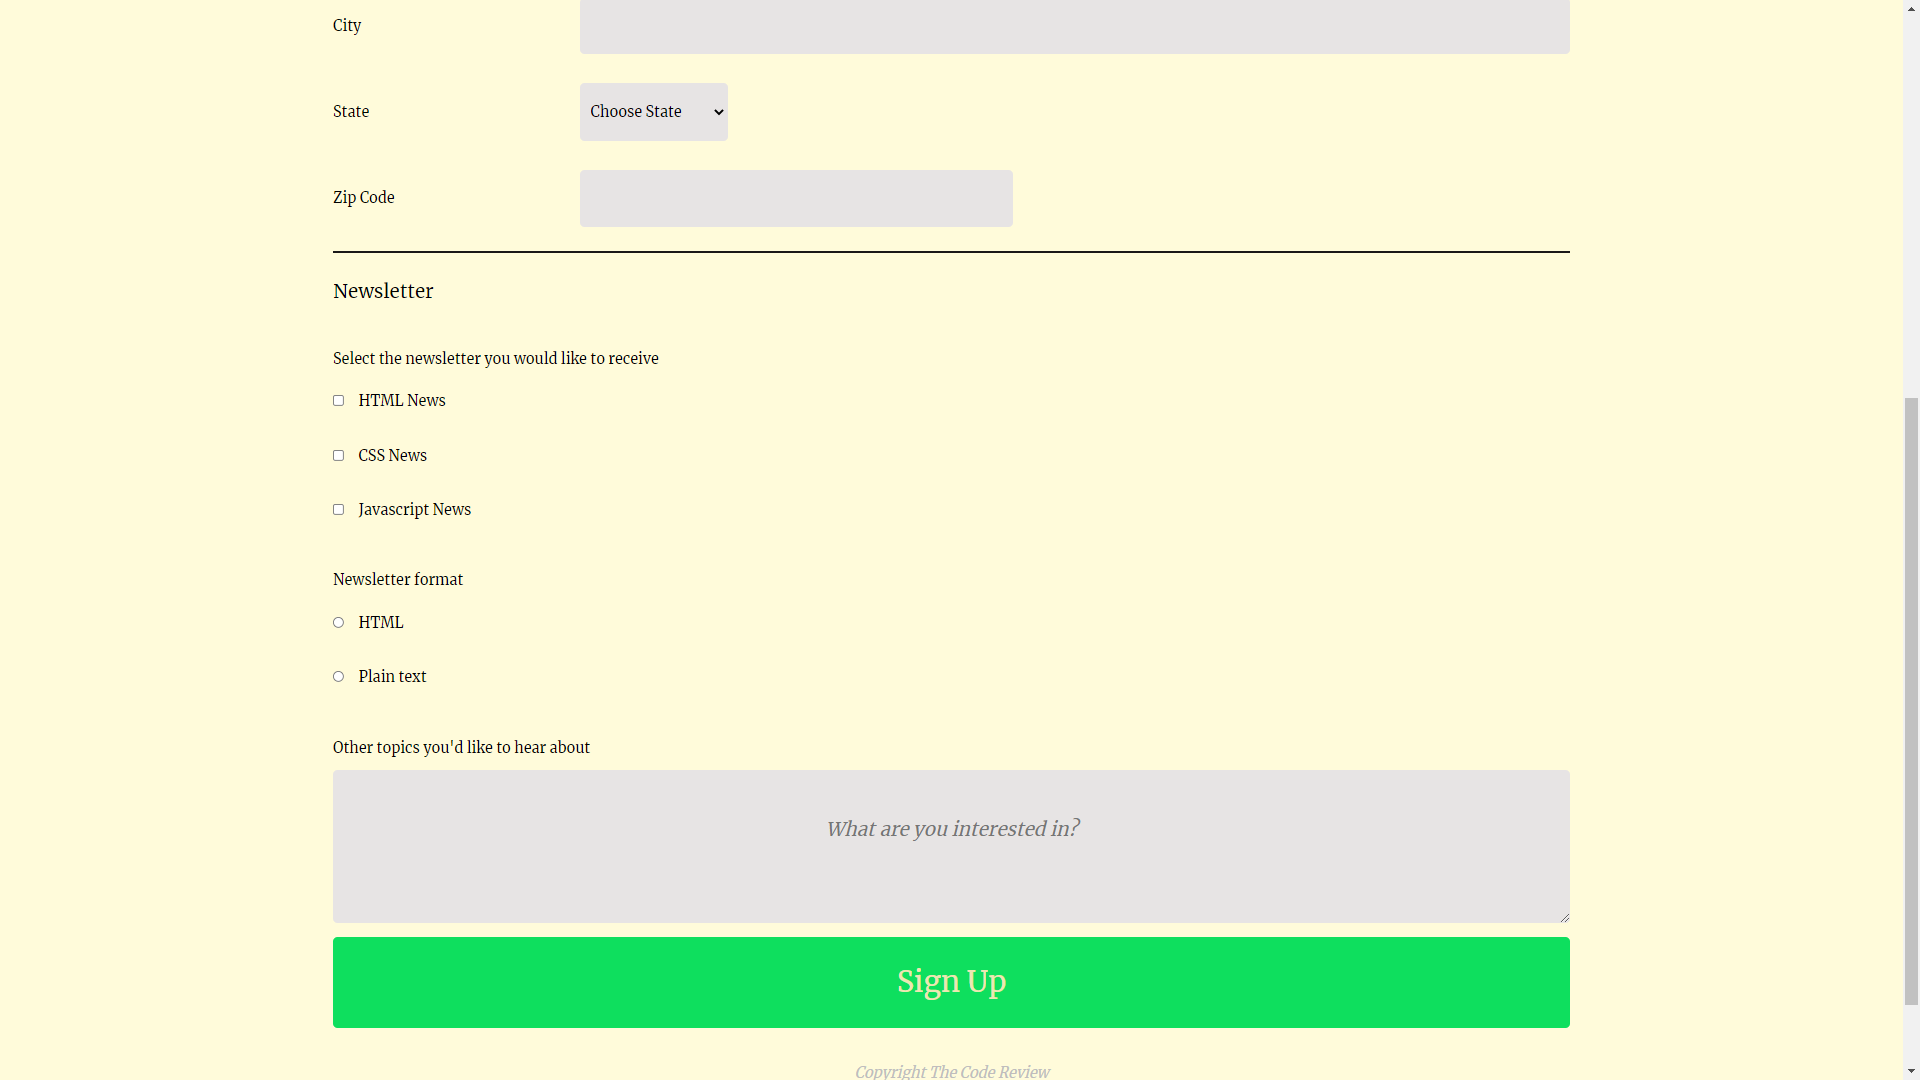 City
State
Choose State
Zip Code
Newsletter
Select the newsletter you would like to receive
HTML News
CSS News
Javascript News
Newsletter format
HTML
Plain text
Other topics you'd like to hear about
What are you interested in?
Sign Up
Copyright The Code Review